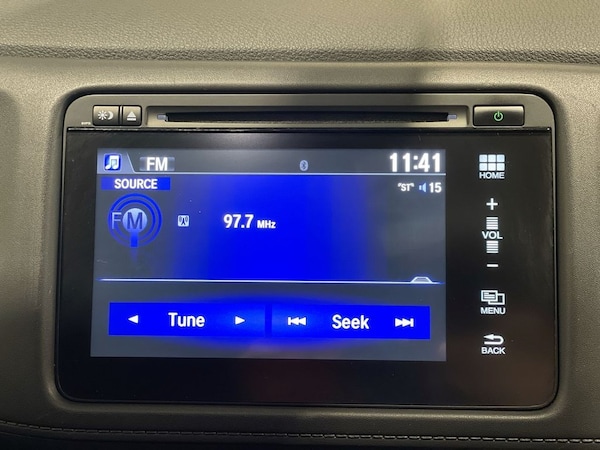 FM
11:41
HOME
SOURCE
"ST" 15
FM
97.7 MHz
+
VOL
−
Tune
Seek
MENU
BACK